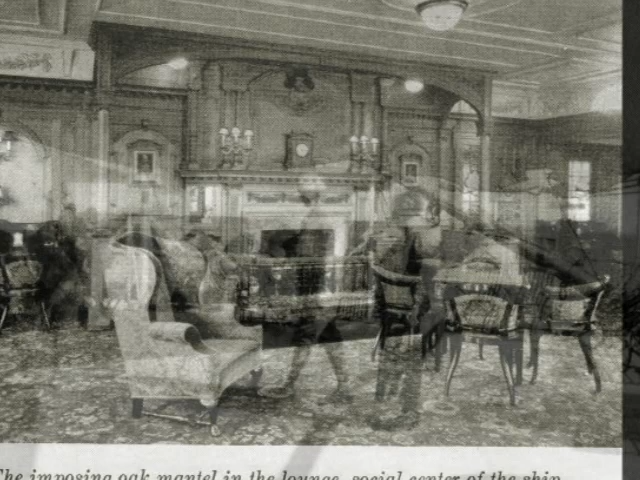 The imposing oak mantel in the lounge, social center of the ship